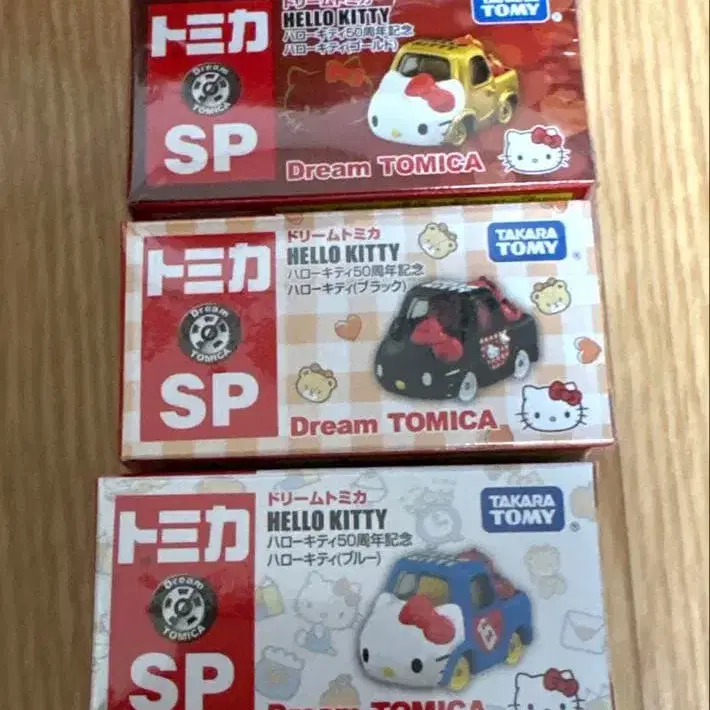 トミカ
Dream
TOMICA
SP
ドリームトミカ
HELLO KITTY
ハローキティ50周年記念
ハローキティ(ゴールド)
TAKARA
TOMY
Dream TOMICA
トミカ
Dream
TOMICA
SP
ドリームトミカ
HELLO KITTY
ハローキティ50周年記念
ハローキティ(ブラック)
TAKARA
TOMY
Dream TOMICA
トミカ
Dream
TOMICA
SP
ドリームトミカ
HELLO KITTY
ハローキティ50周年記念
ハローキティ(ブルー)
TAKARA
TOMY
Dream TOMICA